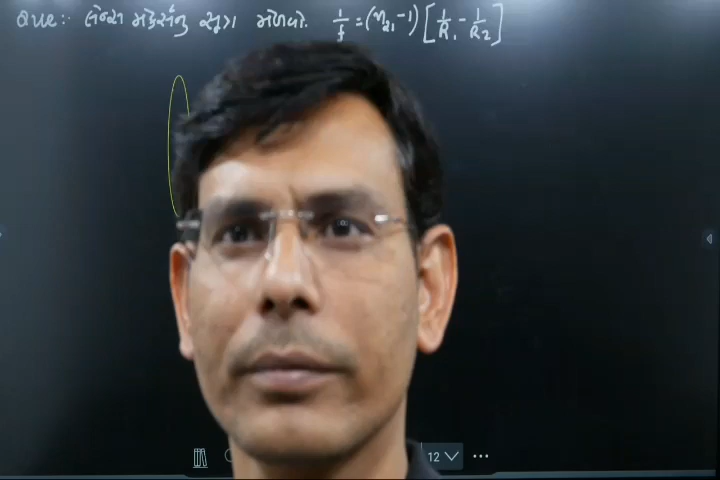 Que:- લેન્સ મેકર્સનું સૂત્ર મેળવો. 1/f = (n₂₁ - 1) [1/R₁ - 1/R₂]
12